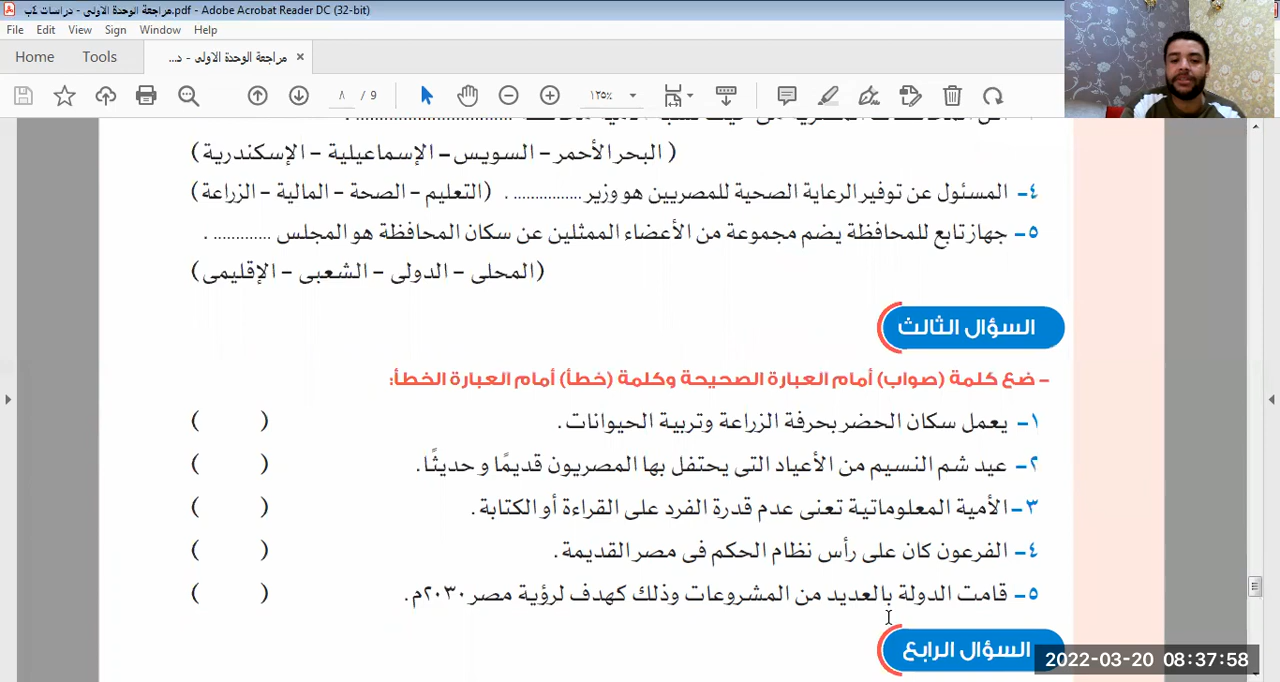 مراجعة الوحدة الاولى - دراسات ٤ب.pdf - Adobe Acrobat Reader DC (32-bit)
File Edit View Sign Window Help
Home Tools مراجعة الوحدة الاولى - د... ×
٨ / 9 ١٢٥٪
(البحر الأحمر – السويس – الإسماعيلية – الإسكندرية)
٤- المسئول عن توفير الرعاية الصحية للمصريين هو وزير ................ . (التعليم – الصحة – المالية – الزراعة)
٥- جهاز تابع للمحافظة يضم مجموعة من الأعضاء الممثلين عن سكان المحافظة هو المجلس ............. .
(المحلى – الدولى – الشعبى – الإقليمى)
السؤال الثالث
- ضع كلمة (صواب) أمام العبارة الصحيحة وكلمة (خطأ) أمام العبارة الخطأ:
١- يعمل سكان الحضر بحرفة الزراعة وتربية الحيوانات. ( )
٢- عيد شم النسيم من الأعياد التى يحتفل بها المصريون قديمًا و حديثًا. ( )
٣- الأمية المعلوماتية تعنى عدم قدرة الفرد على القراءة أو الكتابة. ( )
٤- الفرعون كان على رأس نظام الحكم فى مصر القديمة. ( )
٥- قامت الدولة بالعديد من المشروعات وذلك كهدف لرؤية مصر ٢٠٣٠م. ( )
السؤال الرابع
2022-03-20 08:37:58